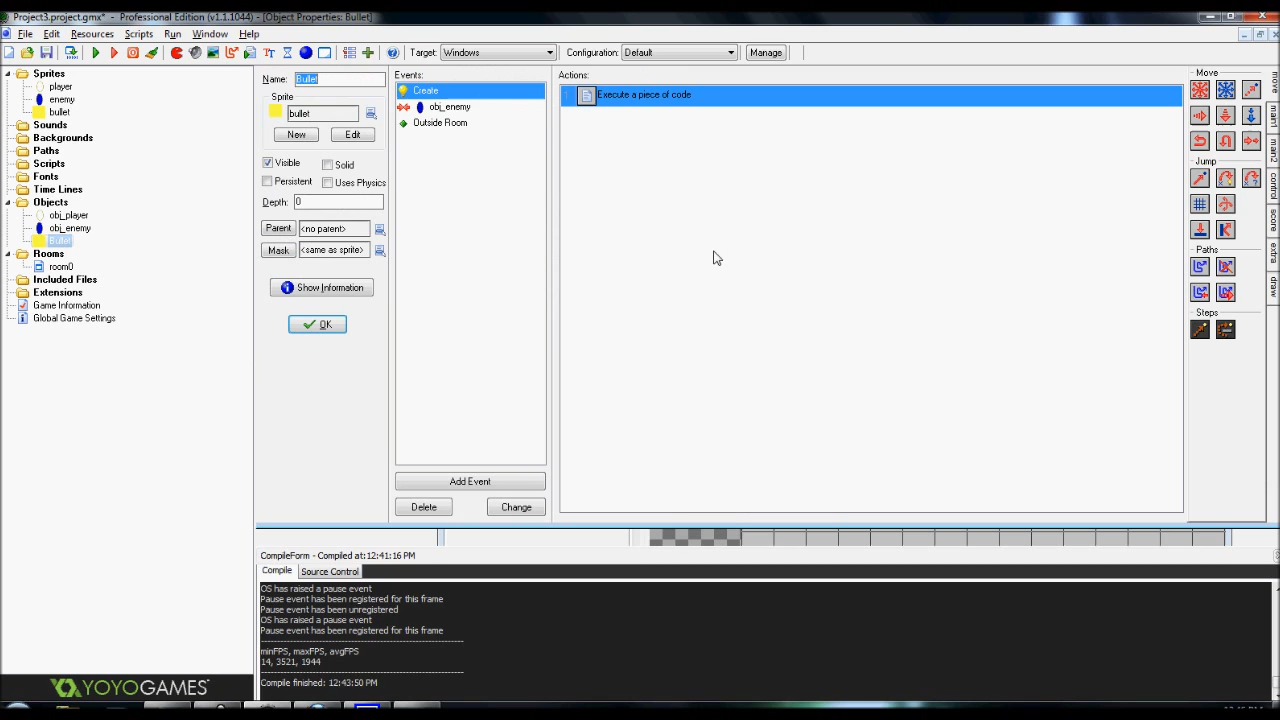 Project3.project.gmx* - Professional Edition (v1.1.1044) - [Object Properties: Bullet]
File Edit Resources Scripts Run Window Help
Target: Windows Configuration: Default Manage
Sprites
player
enemy
bullet
Sounds
Backgrounds
Paths
Scripts
Fonts
Time Lines
Objects
obj_player
obj_enemy
Bullet
Rooms
room0
Included Files
Extensions
Game Information
Global Game Settings
YOYOGAMES
Name: Bullet
Sprite
bullet
New Edit
Visible Solid
Persistent Uses Physics
Depth: 0
Parent <no parent>
Mask <same as sprite>
Show Information
OK
Events:
Create
obj_enemy
Outside Room
Add Event
Delete Change
Actions:
Execute a piece of code
Move
Jump
Paths
Steps
move
main1
main2
control
score
extra
draw
CompileForm - Compiled at:12:41:16 PM
Compile Source Control
OS has raised a pause event
Pause event has been registered for this frame
Pause event has been unregistered
OS has raised a pause event
Pause event has been registered for this frame
minFPS, maxFPS, avgFPS
14, 3521, 1944
Compile finished: 12:43:50 PM